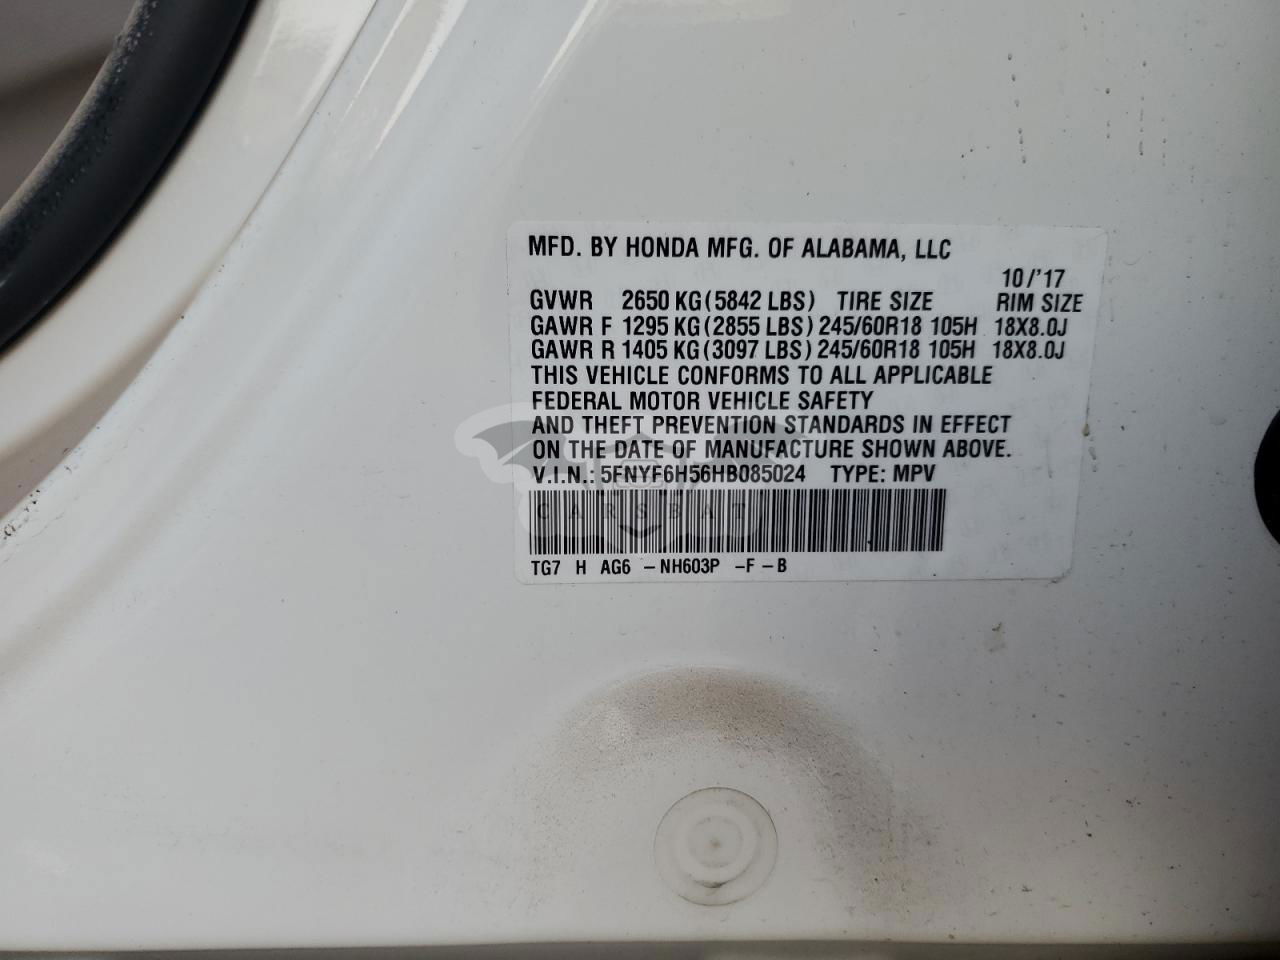 MFD. BY HONDA MFG. OF ALABAMA, LLC
10/'17
GVWR 2650 KG (5842 LBS) TIRE SIZE RIM SIZE
GAWR F 1295 KG (2855 LBS) 245/60R18 105H 18X8.0J
GAWR R 1405 KG (3097 LBS) 245/60R18 105H 18X8.0J
THIS VEHICLE CONFORMS TO ALL APPLICABLE
FEDERAL MOTOR VEHICLE SAFETY
AND THEFT PREVENTION STANDARDS IN EFFECT
ON THE DATE OF MANUFACTURE SHOWN ABOVE.
V.I.N.: 5FNYF6H56HB085024 TYPE: MPV
CARSBAT
TG7 H AG6 -NH603P -F-B